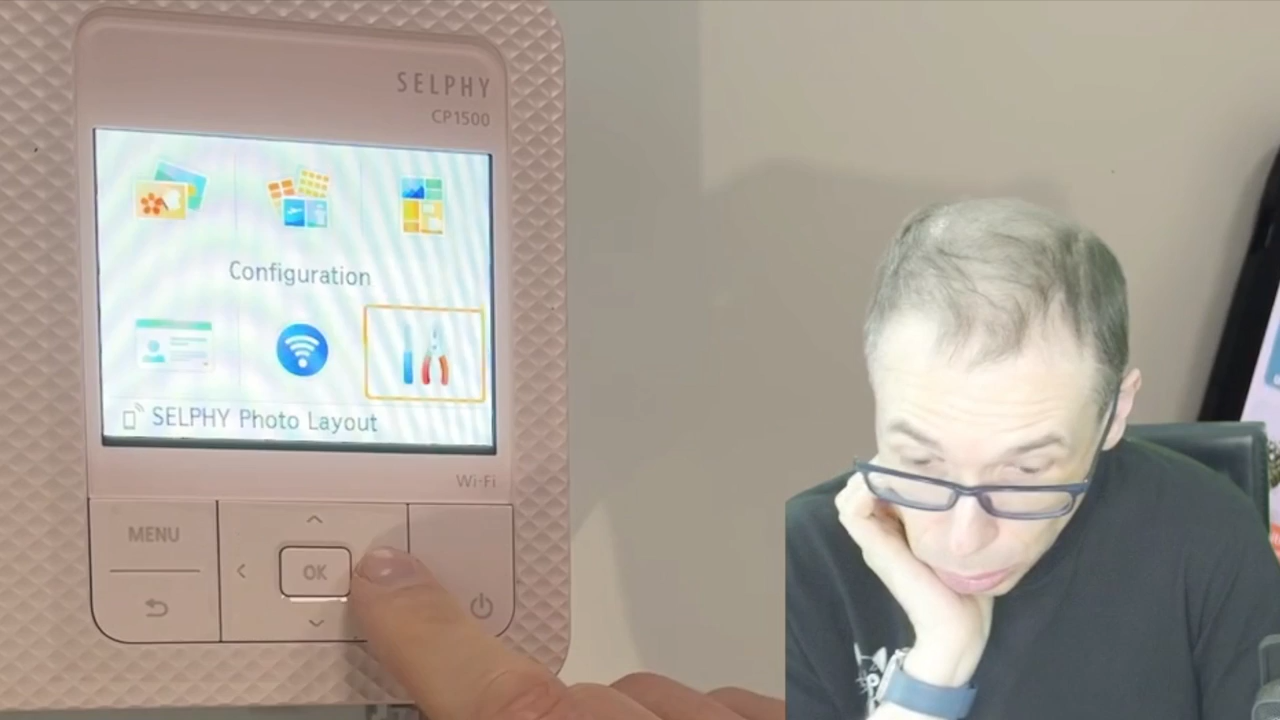 SELPHY
CP1500
Configuration
SELPHY Photo Layout
Wi-Fi
MENU
OK